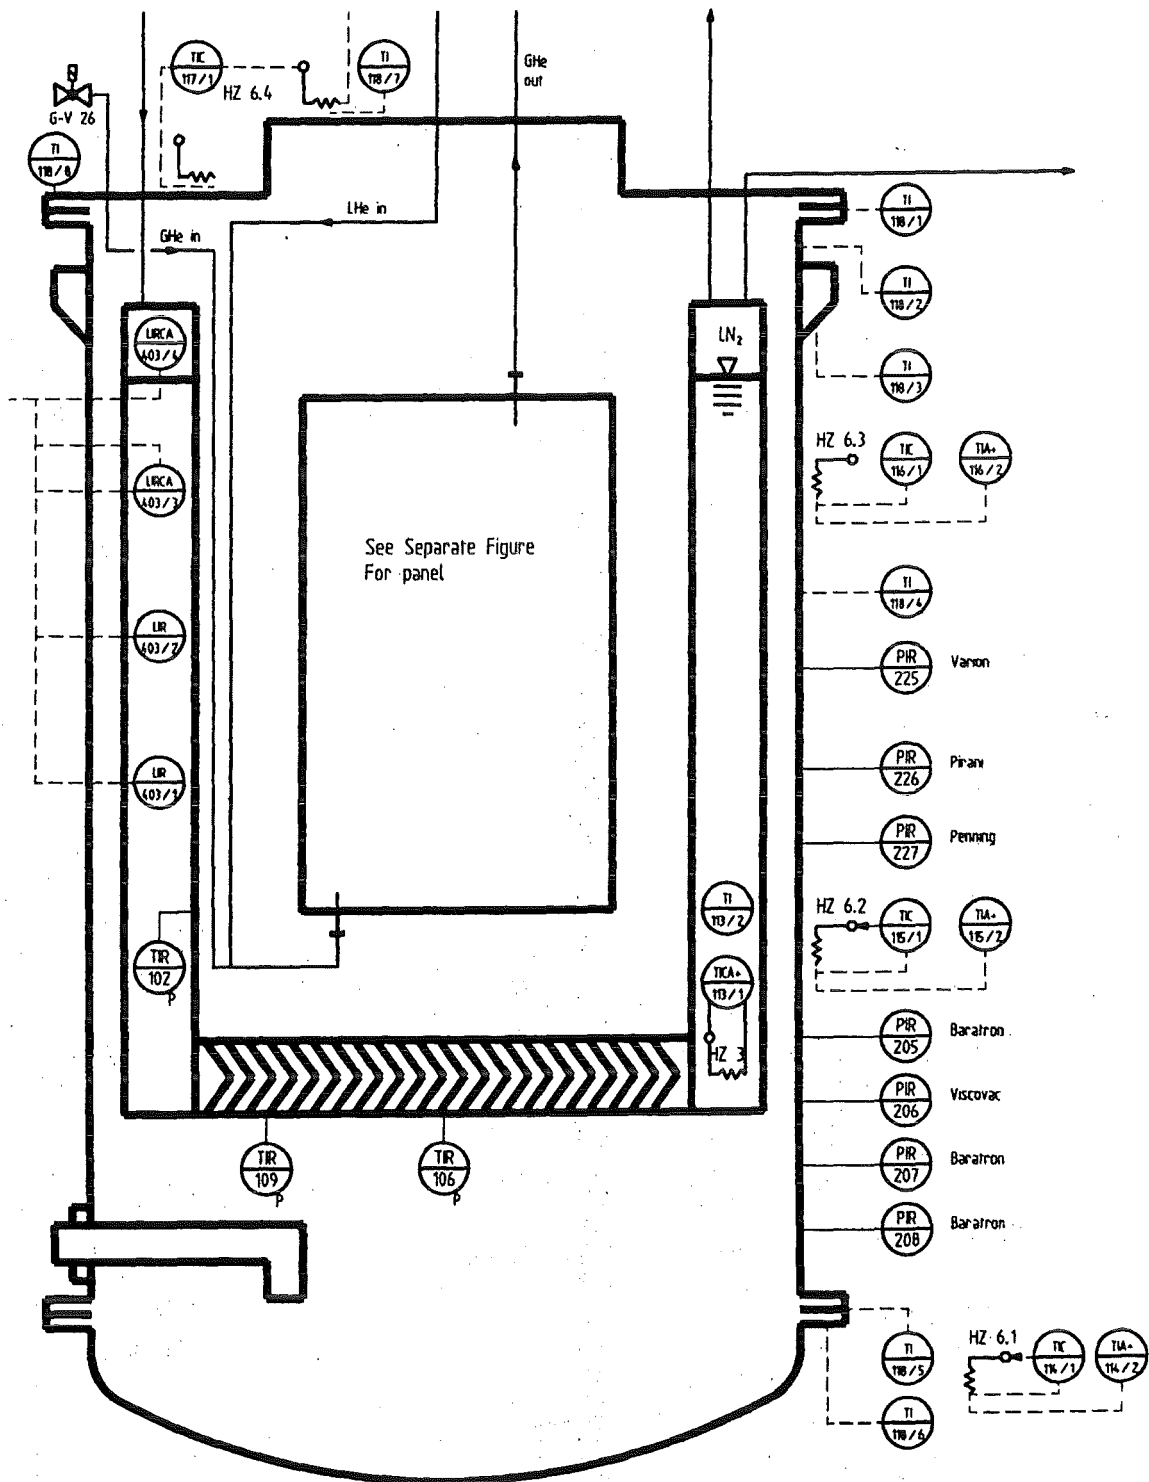 TIC
117/1
HZ 6.4
TI
118/7
GHe
out
G-V 26
TI
118/8
LHe in
GHe in
TI
118/1
TI
118/2
TI
118/3
LIRCA
403/4
LN₂
HZ 6.3
TIC
116/1
TIA+
116/2
LIRCA
403/3
See Separate Figure
For panel
TI
118/4
LIR
403/2
PIR
225
Varion
LIR
403/1
PIR
226
Pirani
PIR
227
Penning
TI
113/2
HZ 6.2
TIC
115/1
TIA+
115/2
TIR
102
P
TICA+
113/1
HZ 3
PIR
205
Baratron
PIR
206
Viscovac
TIR
109
P
TIR
106
P
PIR
207
Baratron
PIR
208
Baratron
TI
118/5
HZ 6.1
TIC
114/1
TIA+
114/2
TI
118/6